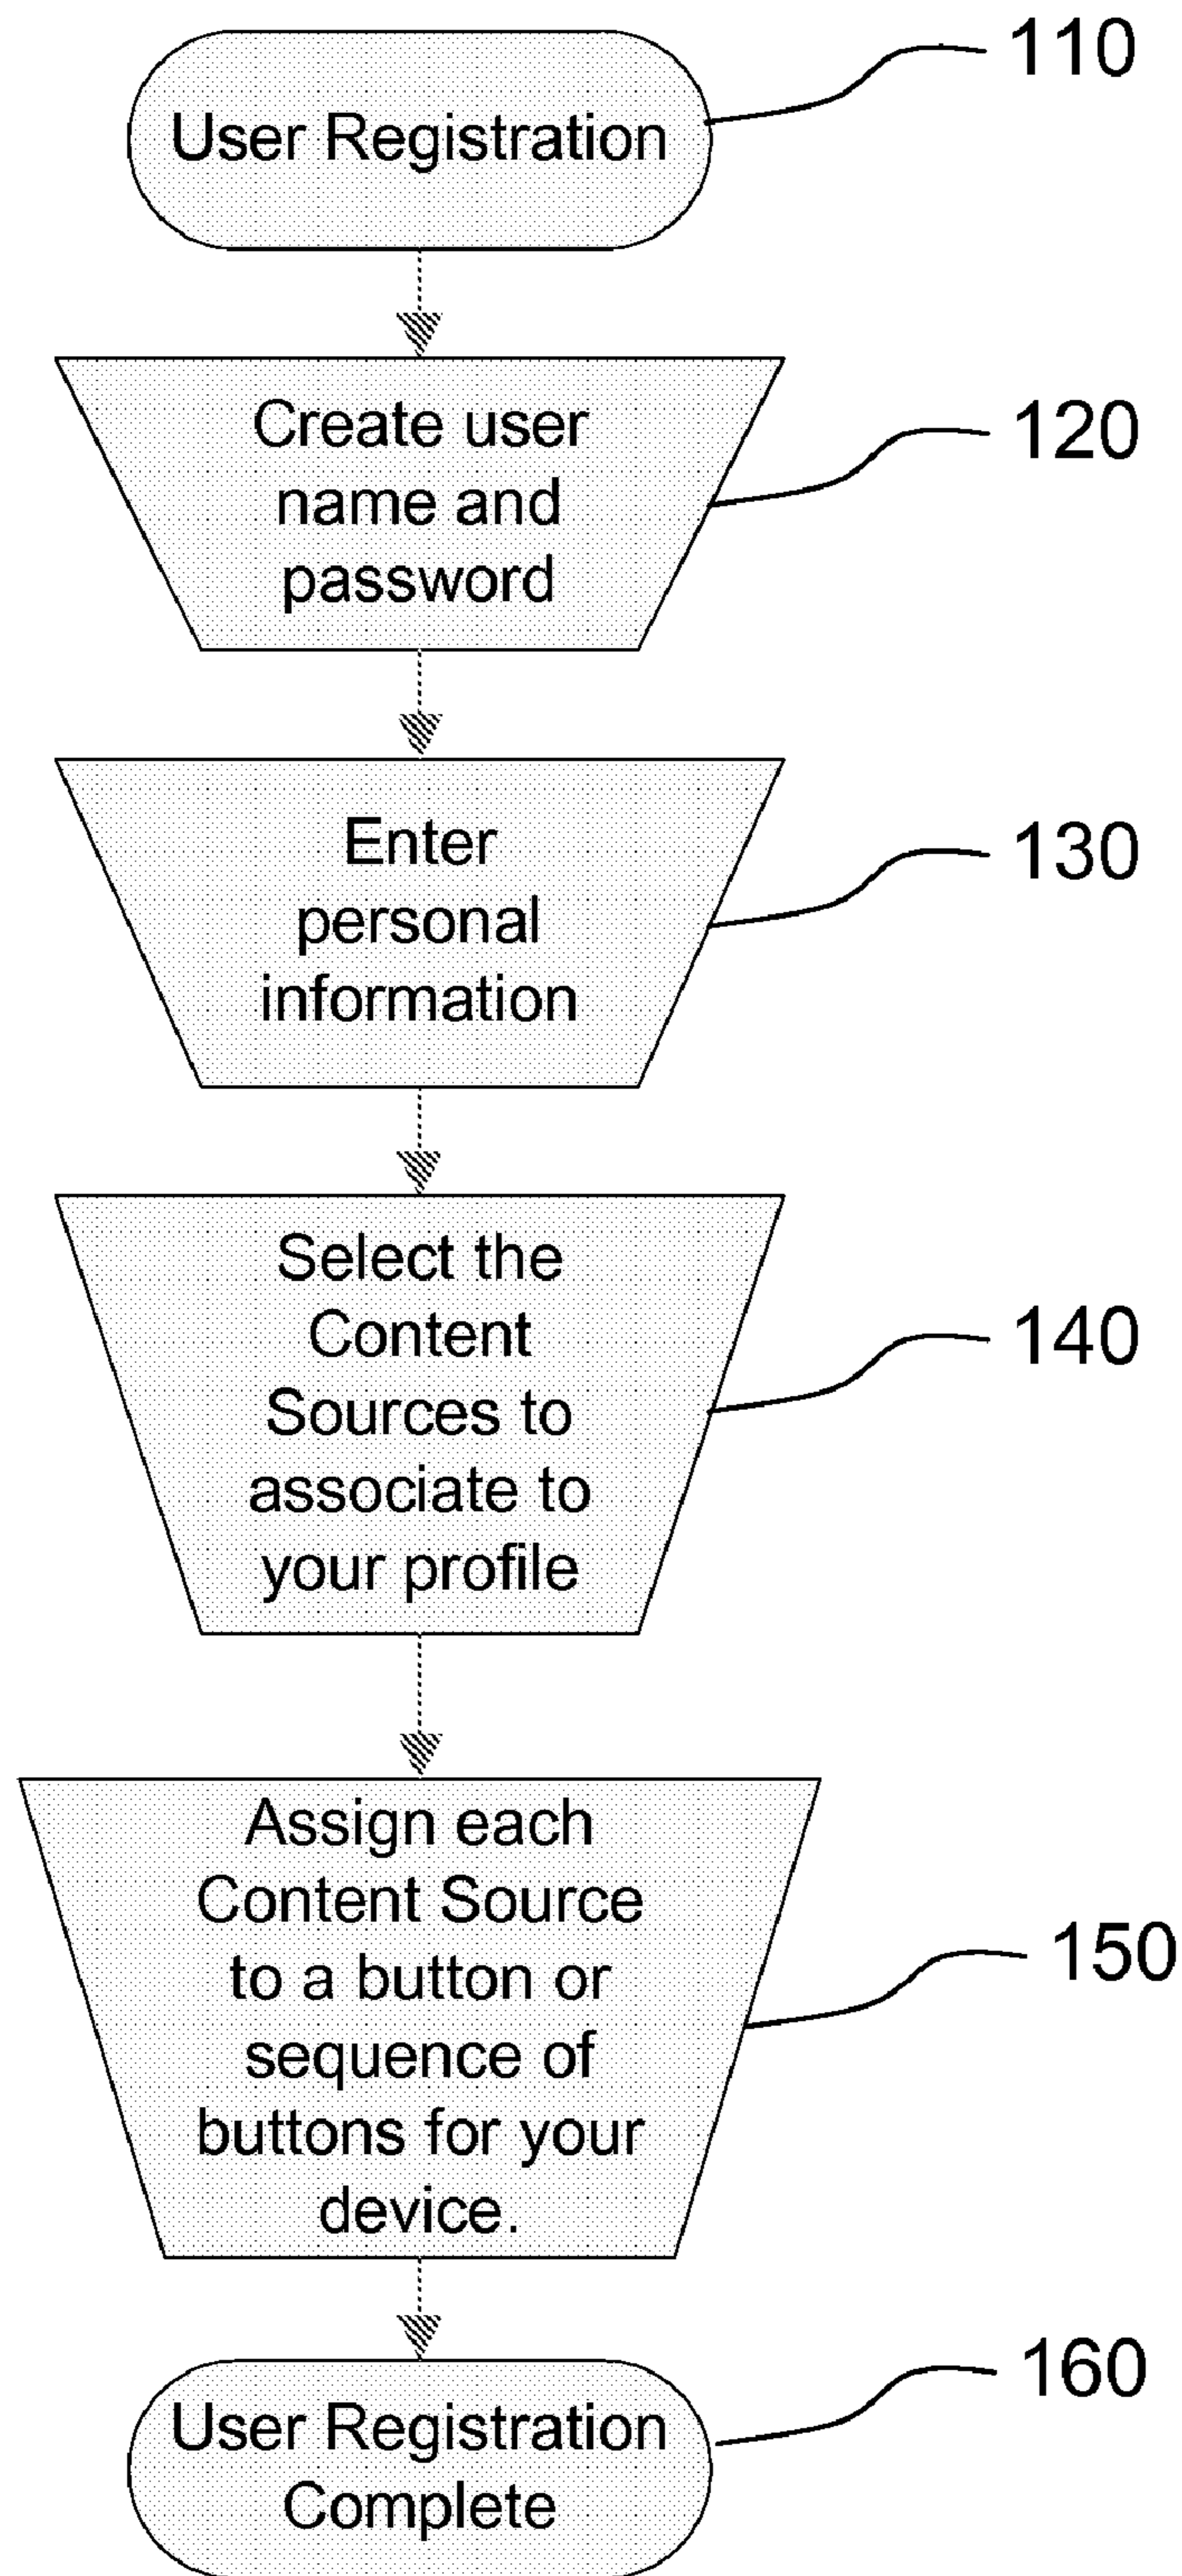 User Registration
110
Create user
name and
password
120
Enter
personal
information
130
Select the
Content
Sources to
associate to
your profile
140
Assign each
Content Source
to a button or
sequence of
buttons for your
device.
150
User Registration
Complete
160